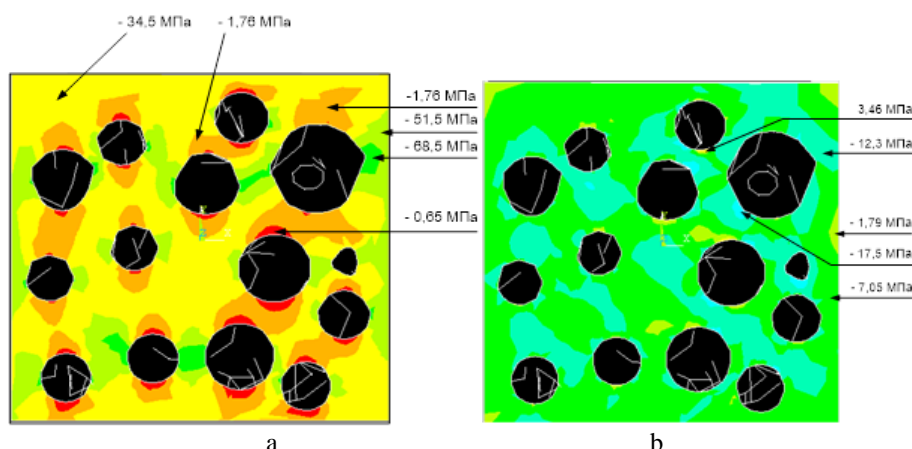 - 34,5 МПа
- 1,76 МПа
-1,76 МПа
-51,5 МПа
- 68,5 МПа
- 0,65 МПа
Y
Z X
a
3,46 МПа
- 12,3 МПа
- 1,79 МПа
- 17,5 МПа
- 7,05 МПа
X
b